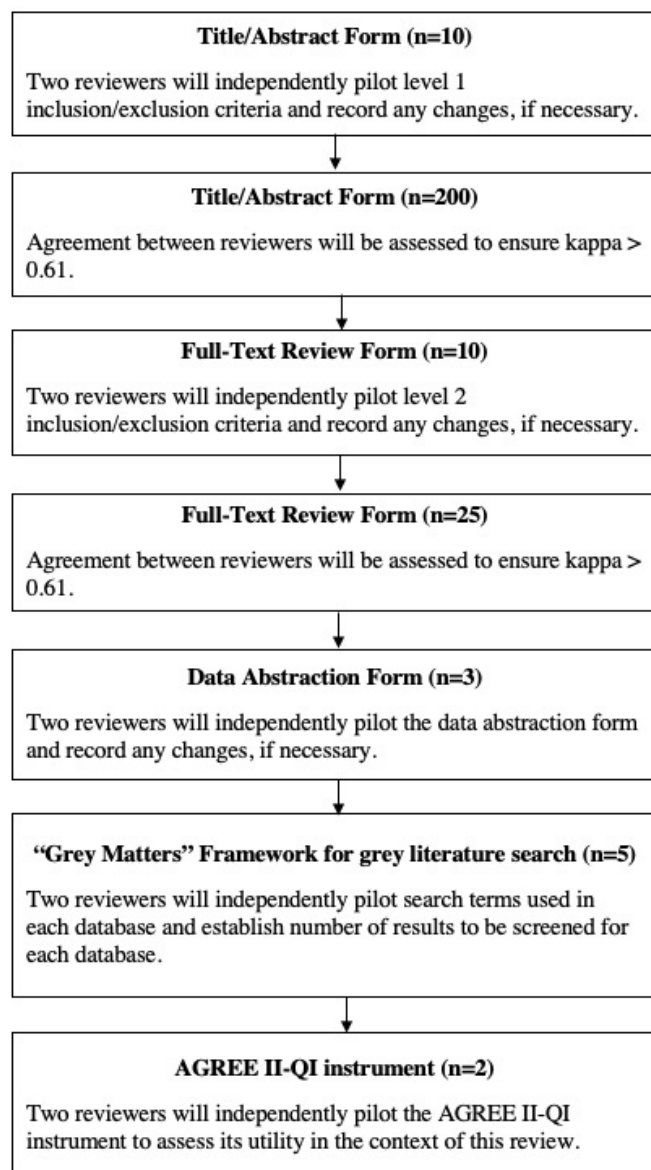 Title/Abstract Form (n=10)
Two reviewers will independently pilot level 1
inclusion/exclusion criteria and record any changes, if necessary.
Title/Abstract Form (n=200)
Agreement between reviewers will be assessed to ensure kappa >
0.61.
Full-Text Review Form (n=10)
Two reviewers will independently pilot level 2
inclusion/exclusion criteria and record any changes, if necessary.
Full-Text Review Form (n=25)
Agreement between reviewers will be assessed to ensure kappa >
0.61.
Data Abstraction Form (n=3)
Two reviewers will independently pilot the data abstraction form
and record any changes, if necessary.
“Grey Matters” Framework for grey literature search (n=5)
Two reviewers will independently pilot search terms used in
each database and establish number of results to be screened for
each database.
AGREE II-QI instrument (n=2)
Two reviewers will independently pilot the AGREE II-QI
instrument to assess its utility in the context of this review.